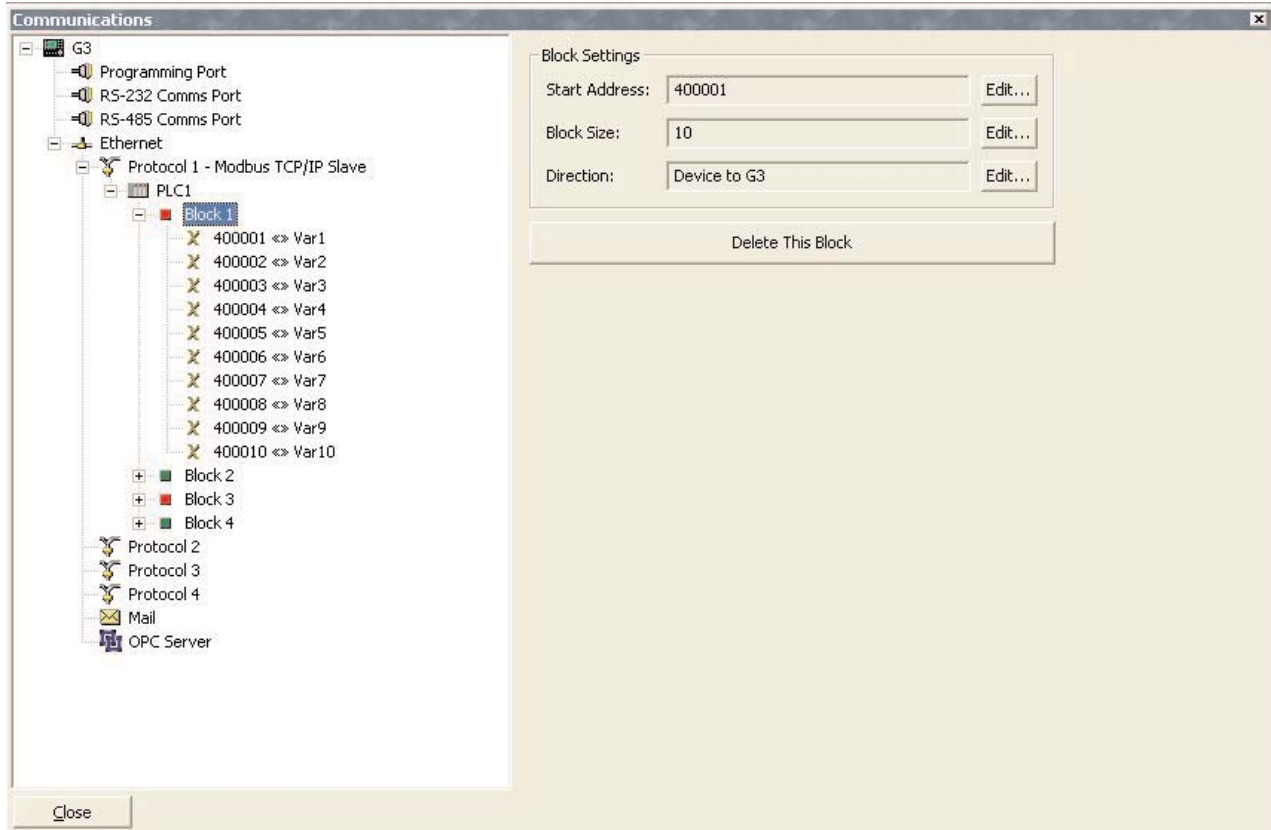 Communications
G3
Programming Port
RS-232 Comms Port
RS-485 Comms Port
Ethernet
Protocol 1 - Modbus TCP/IP Slave
PLC1
Block 1
400001 «» Var1
400002 «» Var2
400003 «» Var3
400004 «» Var4
400005 «» Var5
400006 «» Var6
400007 «» Var7
400008 «» Var8
400009 «» Var9
400010 «» Var10
Block 2
Block 3
Block 4
Protocol 2
Protocol 3
Protocol 4
Mail
OPC Server
Block Settings
Start Address: 400001 Edit...
Block Size: 10 Edit...
Direction: Device to G3 Edit...
Delete This Block
Close